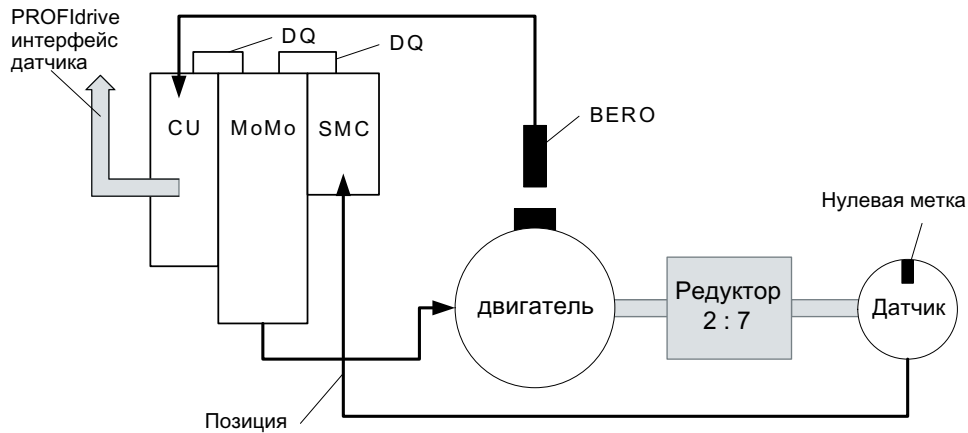 PROFIdrive
интерфейс
датчика
DQ
DQ
CU
MoMo
SMC
BERO
Нулевая метка
двигатель
Редуктор
2 : 7
Датчик
Позиция